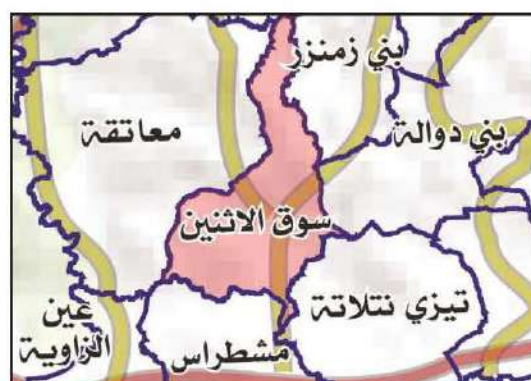 بني زمنزر
معاتقة
بني دوالة
سوق الاثنين
تيزي نتلاتة
عين
الزاوية
مشطراس